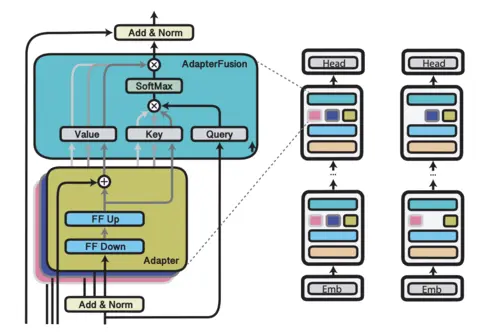 Add & Norm
AdapterFusion
SoftMax
Value
Key
Query
FF Up
FF Down
Adapter
Add & Norm
Head
Head
...
...
Emb
Emb